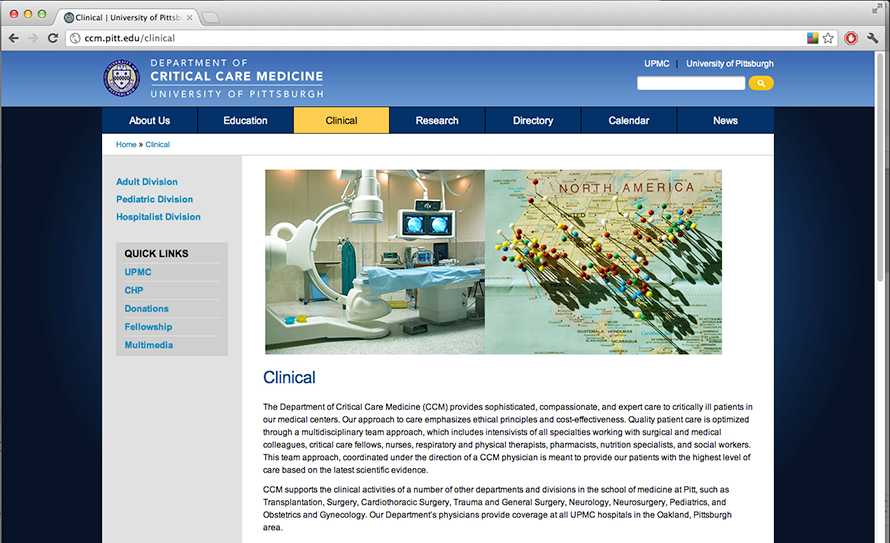 Clinical | University of Pittsb
ccm.pitt.edu/clinical
DEPARTMENT OF
CRITICAL CARE MEDICINE
UNIVERSITY OF PITTSBURGH
UPMC | University of Pittsburgh
About Us Education Clinical Research Directory Calendar News
Home » Clinical
Adult Division
Pediatric Division
Hospitalist Division
QUICK LINKS
UPMC
CHP
Donations
Fellowship
Multimedia
NORTH AMERICA
UNITED
GUATEMALA
HONDURAS
NICARAGUA
Clinical
The Department of Critical Care Medicine (CCM) provides sophisticated, compassionate, and expert care to critically ill patients in
our medical centers. Our approach to care emphasizes ethical principles and cost-effectiveness. Quality patient care is optimized
through a multidisciplinary team approach, which includes intensivists of all specialties working with surgical and medical
colleagues, critical care fellows, nurses, respiratory and physical therapists, pharmacists, nutrition specialists, and social workers.
This team approach, coordinated under the direction of a CCM physician is meant to provide our patients with the highest level of
care based on the latest scientific evidence.
CCM supports the clinical activities of a number of other departments and divisions in the school of medicine at Pitt, such as
Transplantation, Surgery, Cardiothoracic Surgery, Trauma and General Surgery, Neurology, Neurosurgery, Pediatrics, and
Obstetrics and Gynecology. Our Department's physicians provide coverage at all UPMC hospitals in the Oakland, Pittsburgh
area.